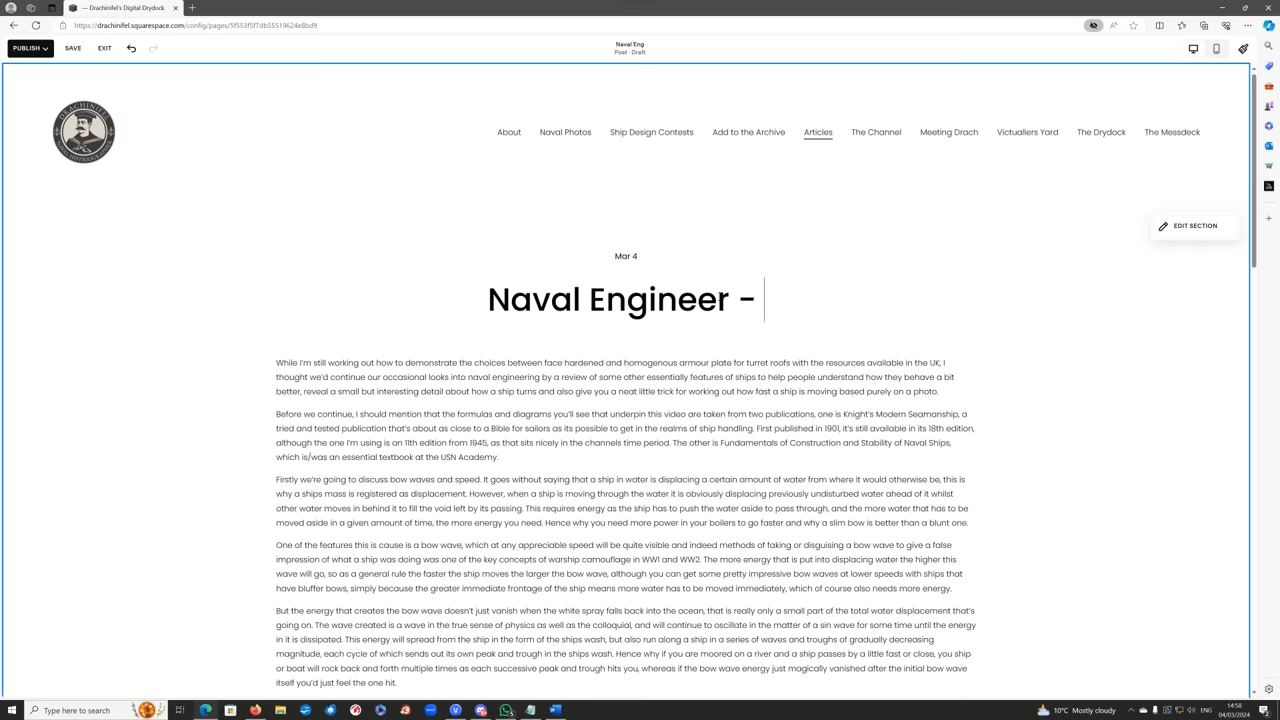 — Drachinifel's Digital Drydock
https://drachinifel.squarespace.com/config/pages/5f553f5f7db55519624e8bd9
PUBLISH SAVE EXIT
Naval Eng
Post · Draft
DRACHINIFEL
About Naval Photos Ship Design Contests Add to the Archive Articles The Channel Meeting Drach Victuallers Yard The Drydock The Messdeck
EDIT SECTION
Mar 4
Naval Engineer -
While I'm still working out how to demonstrate the choices between face hardened and homogenous armour plate for turret roofs with the resources available in the UK, I
thought we'd continue our occasional looks into naval engineering by a review of some other essentially features of ships to help people understand how they behave a bit
better, reveal a small but interesting detail about how a ship turns and also give you a neat little trick for working out how fast a ship is moving based purely on a photo.
Before we continue, I should mention that the formulas and diagrams you'll see that underpin this video are taken from two publications, one is Knight's Modern Seamanship, a
tried and tested publication that's about as close to a Bible for sailors as its possible to get in the realms of ship handling. First published in 1901, it's still available in its 18th edition,
although the one I'm using is an 11th edition from 1945, as that sits nicely in the channels time period. The other is Fundamentals of Construction and Stability of Naval Ships,
which is/was an essential textbook at the USN Academy.
Firstly we're going to discuss bow waves and speed. It goes without saying that a ship in water is displacing a certain amount of water from where it would otherwise be, this is
why a ships mass is registered as displacement. However, when a ship is moving through the water it is obviously displacing previously undisturbed water ahead of it whilst
other water moves in behind it to fill the void left by its passing. This requires energy as the ship has to push the water aside to pass through, and the more water that has to be
moved aside in a given amount of time, the more energy you need. Hence why you need more power in your boilers to go faster and why a slim bow is better than a blunt one.
One of the features this is cause is a bow wave, which at any appreciable speed will be quite visible and indeed methods of faking or disguising a bow wave to give a false
impression of what a ship was doing was one of the key concepts of warship camouflage in WW1 and WW2. The more energy that is put into displacing water the higher this
wave will go, so as a general rule the faster the ship moves the larger the bow wave, although you can get some pretty impressive bow waves at lower speeds with ships that
have bluffer bows, simply because the greater immediate frontage of the ship means more water has to be moved immediately, which of course also needs more energy.
But the energy that creates the bow wave doesn't just vanish when the white spray falls back into the ocean, that is really only a small part of the total water displacement that's
going on. The wave created is a wave in the true sense of physics as well as the colloquial, and will continue to oscillate in the matter of a sin wave for some time until the energy
in it is dissipated. This energy will spread from the ship in the form of the ships wash, but also run along a ship in a series of waves and troughs of gradually decreasing
magnitude, each cycle of which sends out its own peak and trough in the ships wash. Hence why if you are moored on a river and a ship passes by a little fast or close, you ship
or boat will rock back and forth multiple times as each successive peak and trough hits you, whereas if the bow wave energy just magically vanished after the initial bow wave
itself you'd just feel the one hit.
Type here to search
10°C Mostly cloudy
ENG
14:58
04/03/2024